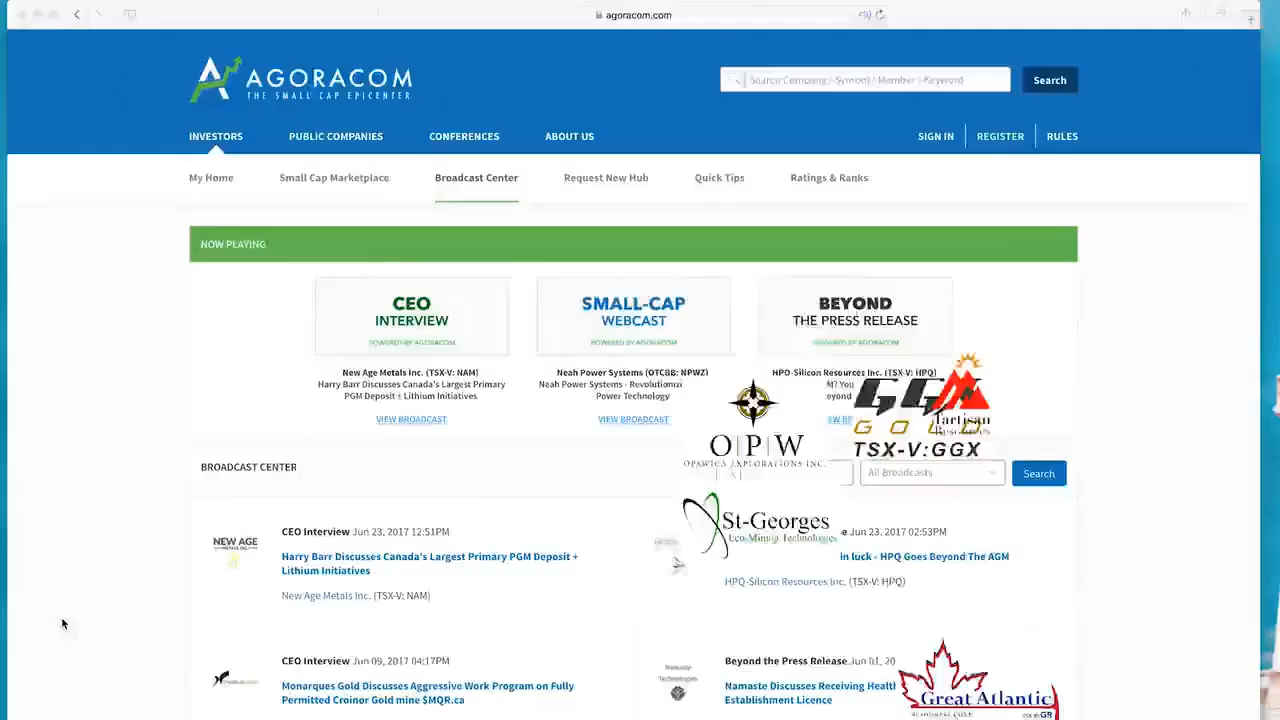 agoracom.com
AGORACOM
THE SMALL CAP EPICENTER
Search Company / Symbol / Member / Keyword
Search
INVESTORS
PUBLIC COMPANIES
CONFERENCES
ABOUT US
SIGN IN
REGISTER
RULES
My Home
Small Cap Marketplace
Broadcast Center
Request New Hub
Quick Tips
Ratings & Ranks
NOW PLAYING
CEO
INTERVIEW
POWERED BY AGORACOM
SMALL-CAP
WEBCAST
POWERED BY AGORACOM
BEYOND
THE PRESS RELEASE
POWERED BY AGORACOM
New Age Metals Inc. (TSX-V: NAM)
Harry Barr Discusses Canada's Largest Primary
PGM Deposit + Lithium Initiatives
VIEW BROADCAST
Neah Power Systems (OTCBB: NPWZ)
Neah Power Systems - Revolutionizi
Power Technology
VIEW BROADCAST
HPQ-Silicon Resources Inc. (TSX-V: HPQ)
M? You
eyond
GGX
GOLD
Tartisan
Resources
TSX-V:GGX
OPW
OPAWICA EXPLORATIONS INC.
BROADCAST CENTER
All Broadcasts
Search
St-Georges
Eco-Mining Technologies
NEW AGE
CEO Interview Jun 23, 2017 12:51PM
Harry Barr Discusses Canada's Largest Primary PGM Deposit +
Lithium Initiatives
New Age Metals Inc. (TSX-V: NAM)
e Jun 23, 2017 02:53PM
in luck - HPQ Goes Beyond The AGM
HPQ-Silicon Resources Inc. (TSX-V: HPQ)
CEO Interview Jun 09, 2017 04:17PM
Monarques Gold Discusses Aggressive Work Program on Fully
Permitted Croinor Gold mine $MQR.ca
Namaste
Technologies
Beyond the Press Release Jun 01, 20
Namaste Discusses Receiving Health
Establishment Licence
Great Atlantic
GR